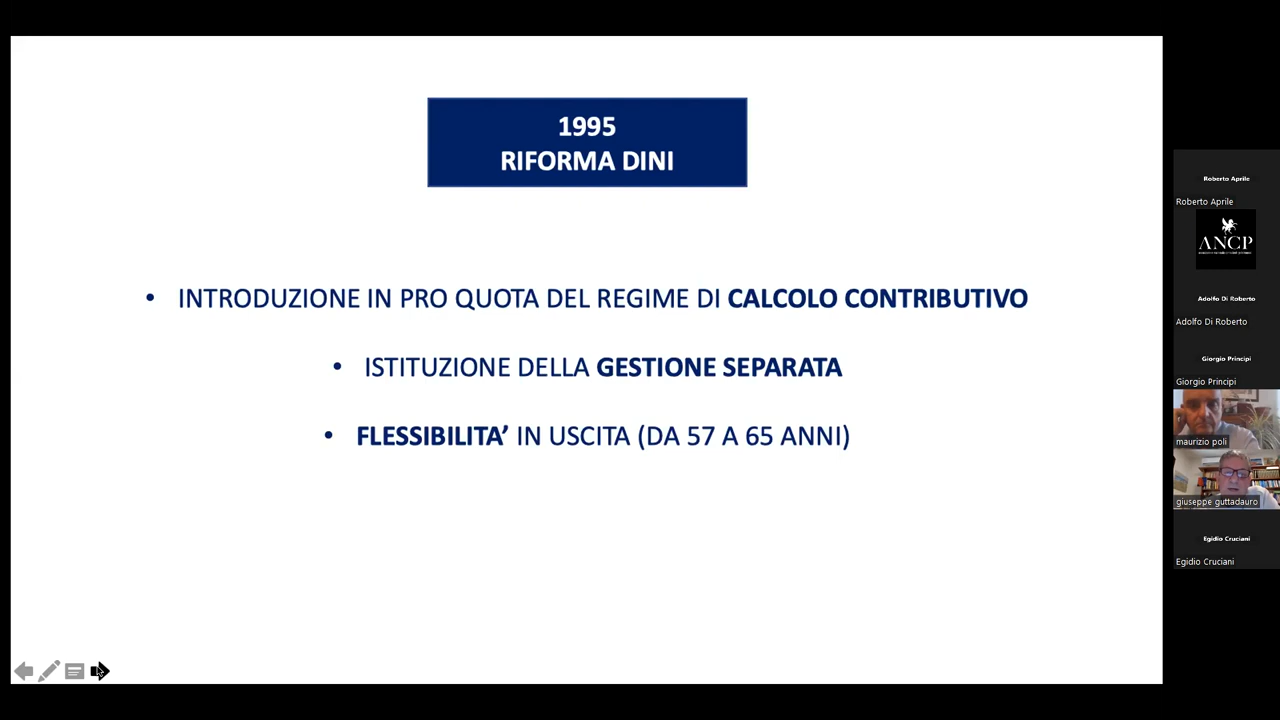 1995
RIFORMA DINI
• INTRODUZIONE IN PRO QUOTA DEL REGIME DI CALCOLO CONTRIBUTIVO
• ISTITUZIONE DELLA GESTIONE SEPARATA
• FLESSIBILITA’ IN USCITA (DA 57 A 65 ANNI)
Roberto Aprile
Roberto Aprile
ANCP
Adolfo Di Roberto
Adolfo Di Roberto
Giorgio Principi
Giorgio Principi
maurizio poli
giuseppe guttadauro
Egidio Cruciani
Egidio Cruciani